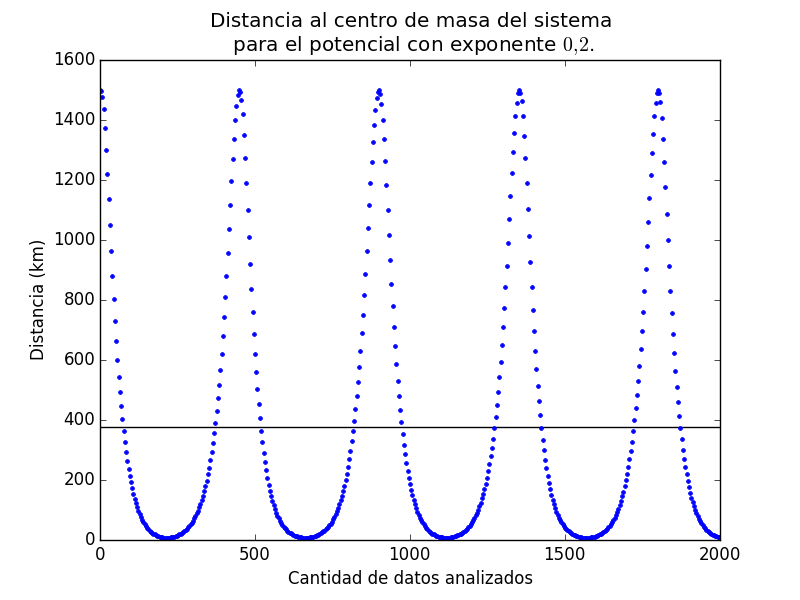 Distancia al centro de masa del sistema
para el potencial con exponente 0,2.
Distancia (km)
1600
1400
1200
1000
800
600
400
200
0
0 500 1000 1500 2000
Cantidad de datos analizados